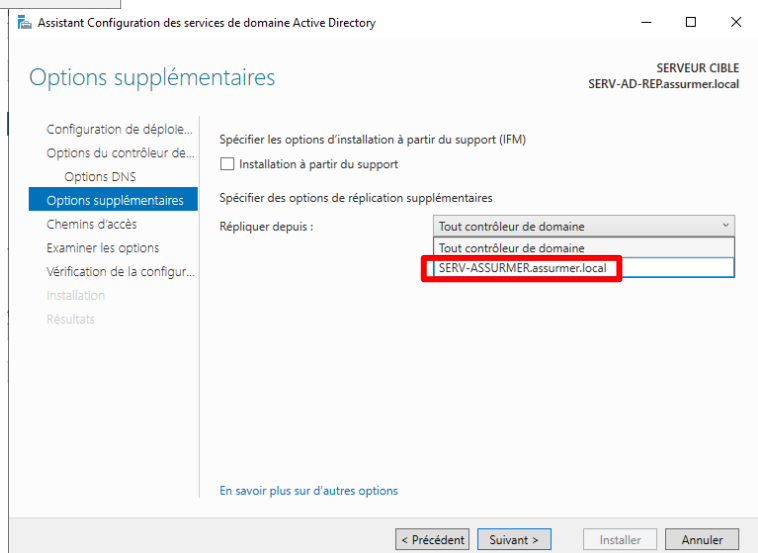 Assistant Configuration des services de domaine Active Directory
Options supplémentaires
SERVEUR CIBLE
SERV-AD-REP.assurmer.local
Configuration de déploie...
Options du contrôleur de...
Options DNS
Options supplémentaires
Chemins d'accès
Examiner les options
Vérification de la configur...
Installation
Résultats
Spécifier les options d'installation à partir du support (IFM)
Installation à partir du support
Spécifier des options de réplication supplémentaires
Répliquer depuis :
Tout contrôleur de domaine
Tout contrôleur de domaine
SERV-ASSURMER.assurmer.local
En savoir plus sur d'autres options
< Précédent
Suivant >
Installer
Annuler